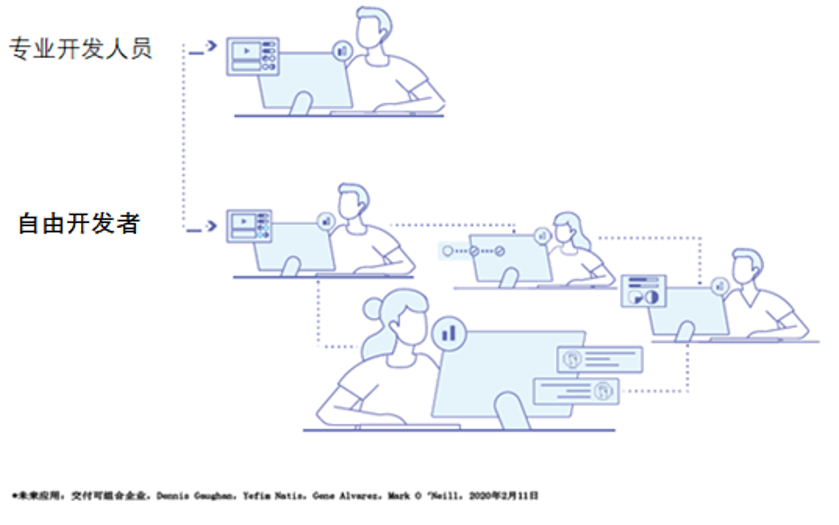 专业开发人员
自由开发者
*未来应用：交付可组合企业，Dennis Gaughan，Yefim Natis，Gene Alvarez，Mark O 'Neill，2020年2月11日